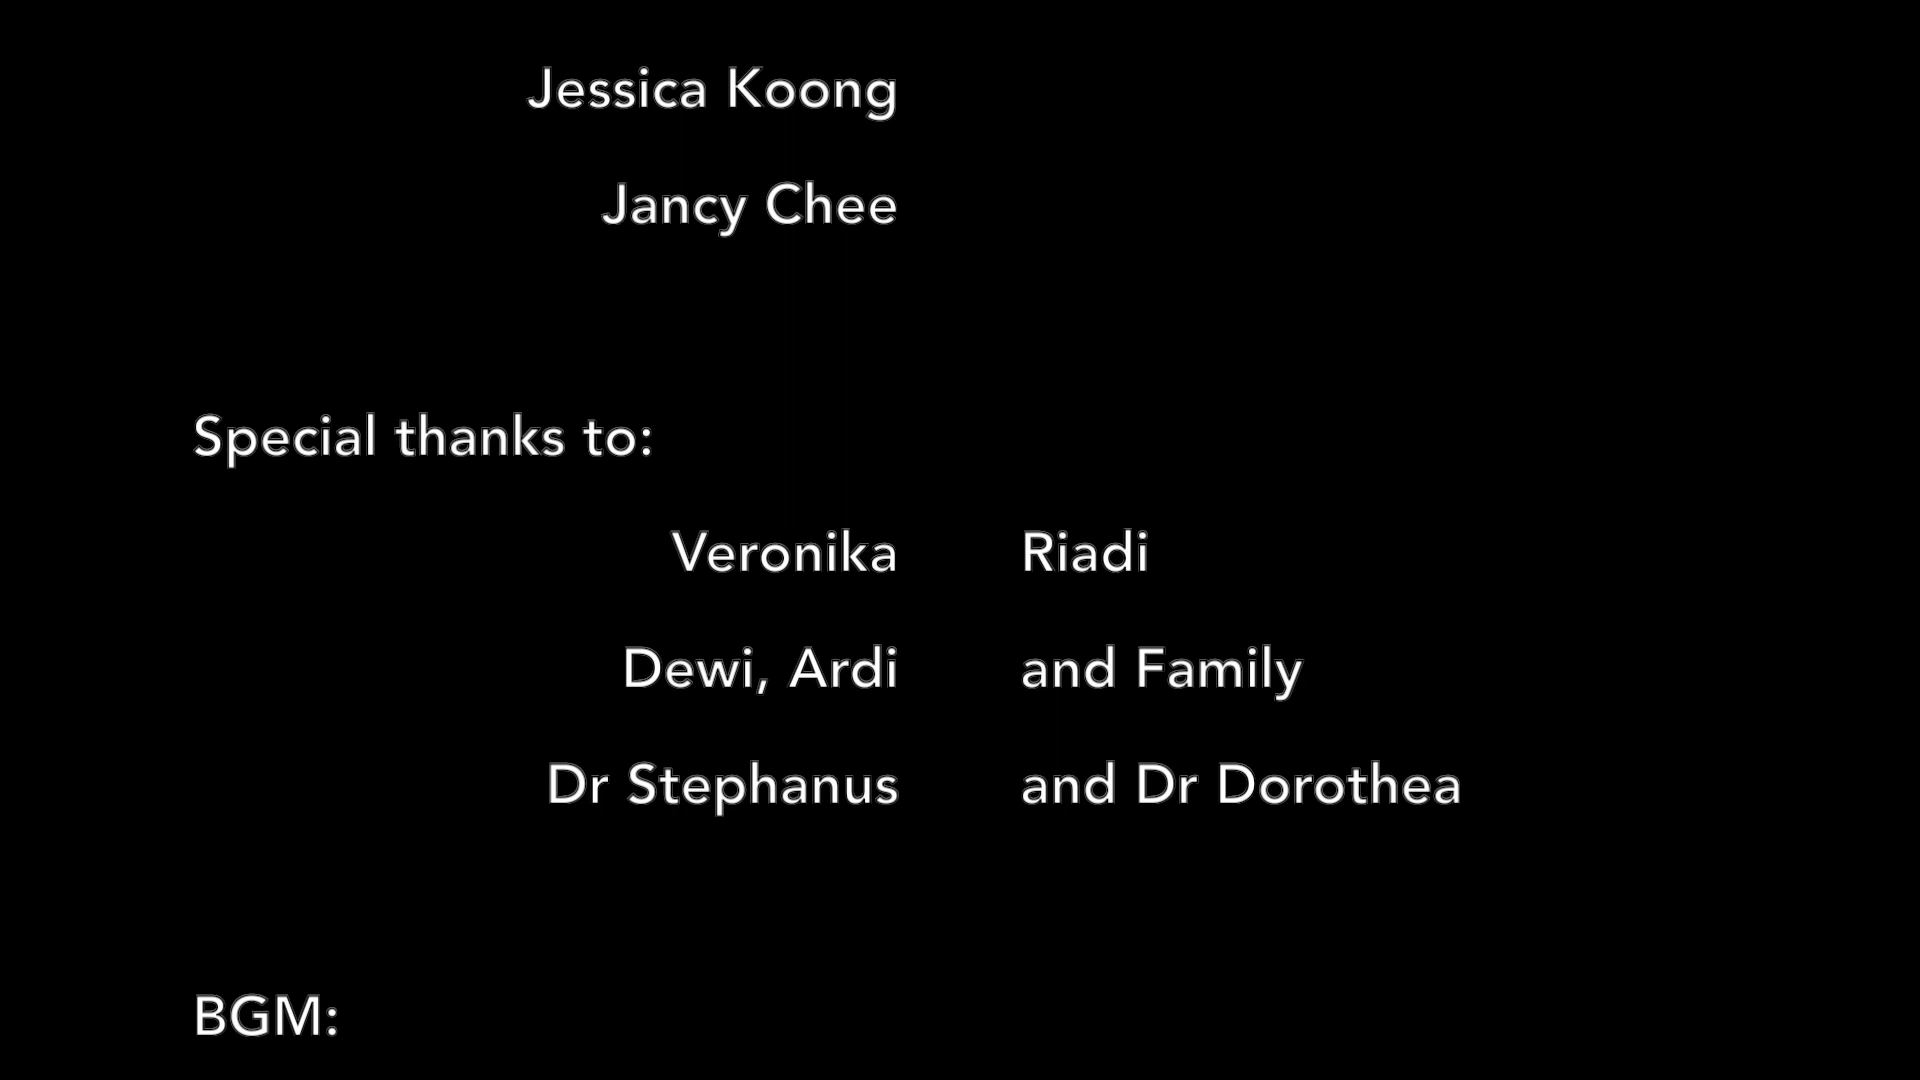 Jessica Koong
Jancy Chee
Special thanks to:
Veronika Riadi
Dewi, Ardi and Family
Dr Stephanus and Dr Dorothea
BGM: